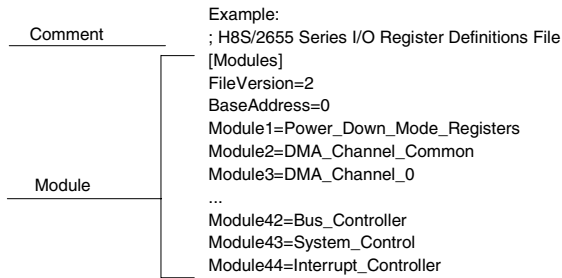 Example:
Comment
; H8S/2655 Series I/O Register Definitions File
[Modules]
FileVersion=2
BaseAddress=0
Module1=Power_Down_Mode_Registers
Module2=DMA_Channel_Common
Module3=DMA_Channel_0
Module
...
Module42=Bus_Controller
Module43=System_Control
Module44=Interrupt_Controller